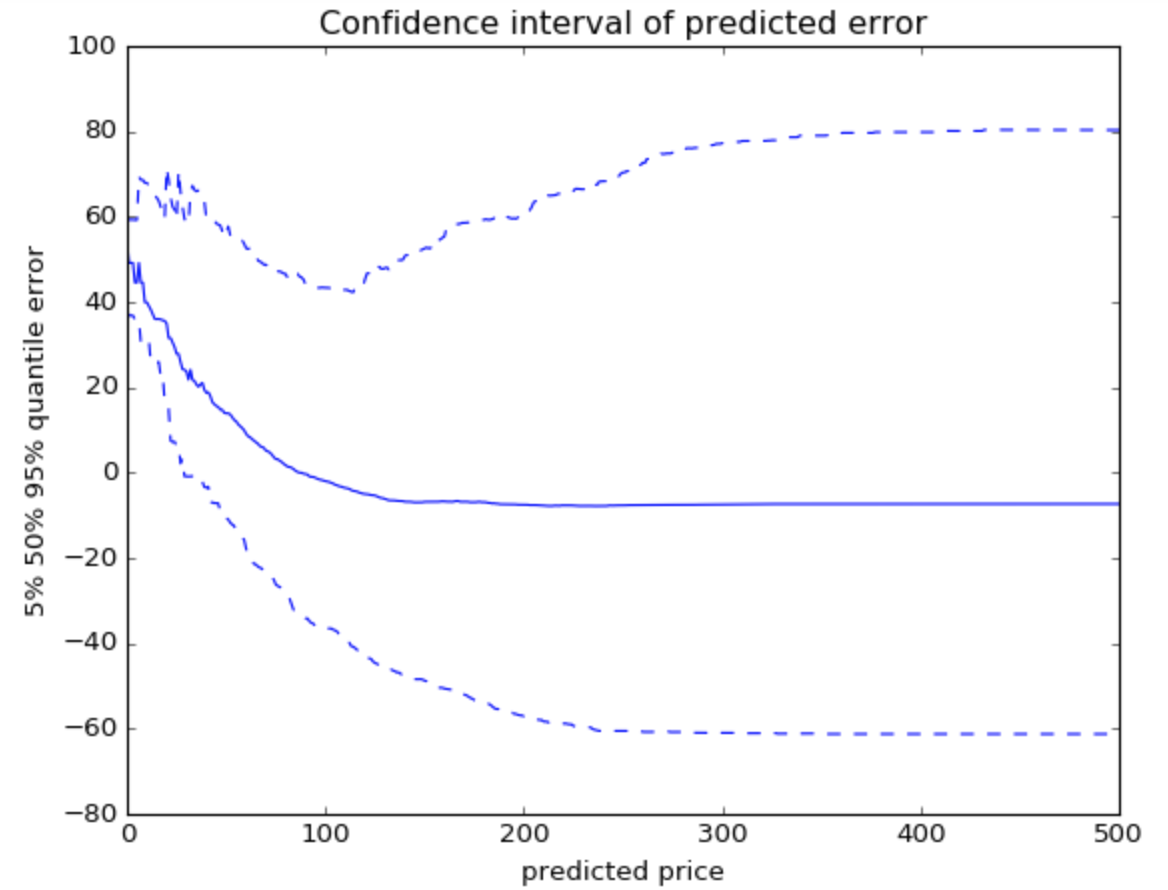 Confidence interval of predicted error
100
80
60
40
20
0
−20
−40
−60
−80
5% 50% 95% quantile error
0 100 200 300 400 500
predicted price